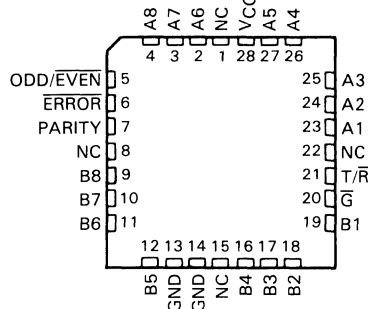 A8 A7 A6 NC VCC A5 A4
4 3 2 1 28 27 26
ODD/E̅V̅E̅N̅ 5 25 A3
E̅R̅R̅O̅R̅ 6 24 A2
PARITY 7 23 A1
NC 8 22 NC
B8 9 21 T/R̅
B7 10 20 G̅
B6 11 19 B1
12 13 14 15 16 17 18
B5 GND GND NC B4 B3 B2